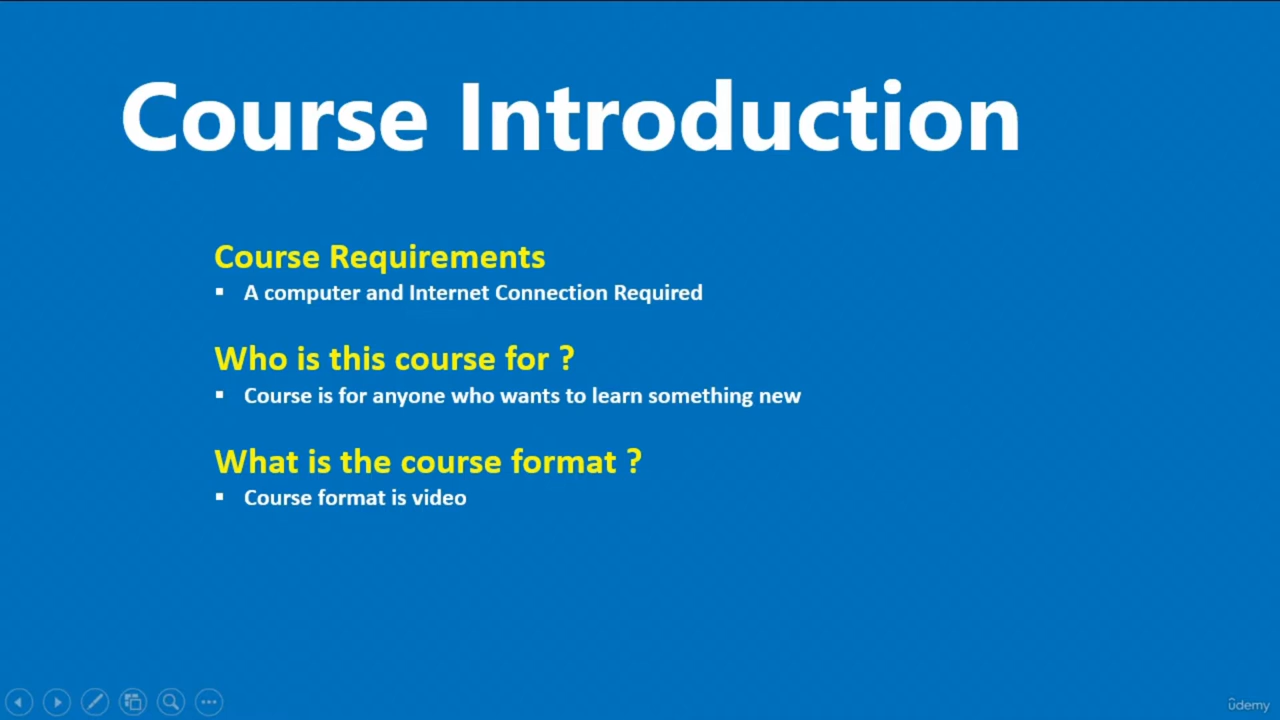 Course Introduction
Course Requirements
▪ A computer and Internet Connection Required
Who is this course for ?
▪ Course is for anyone who wants to learn something new
What is the course format ?
▪ Course format is video
ûdemy